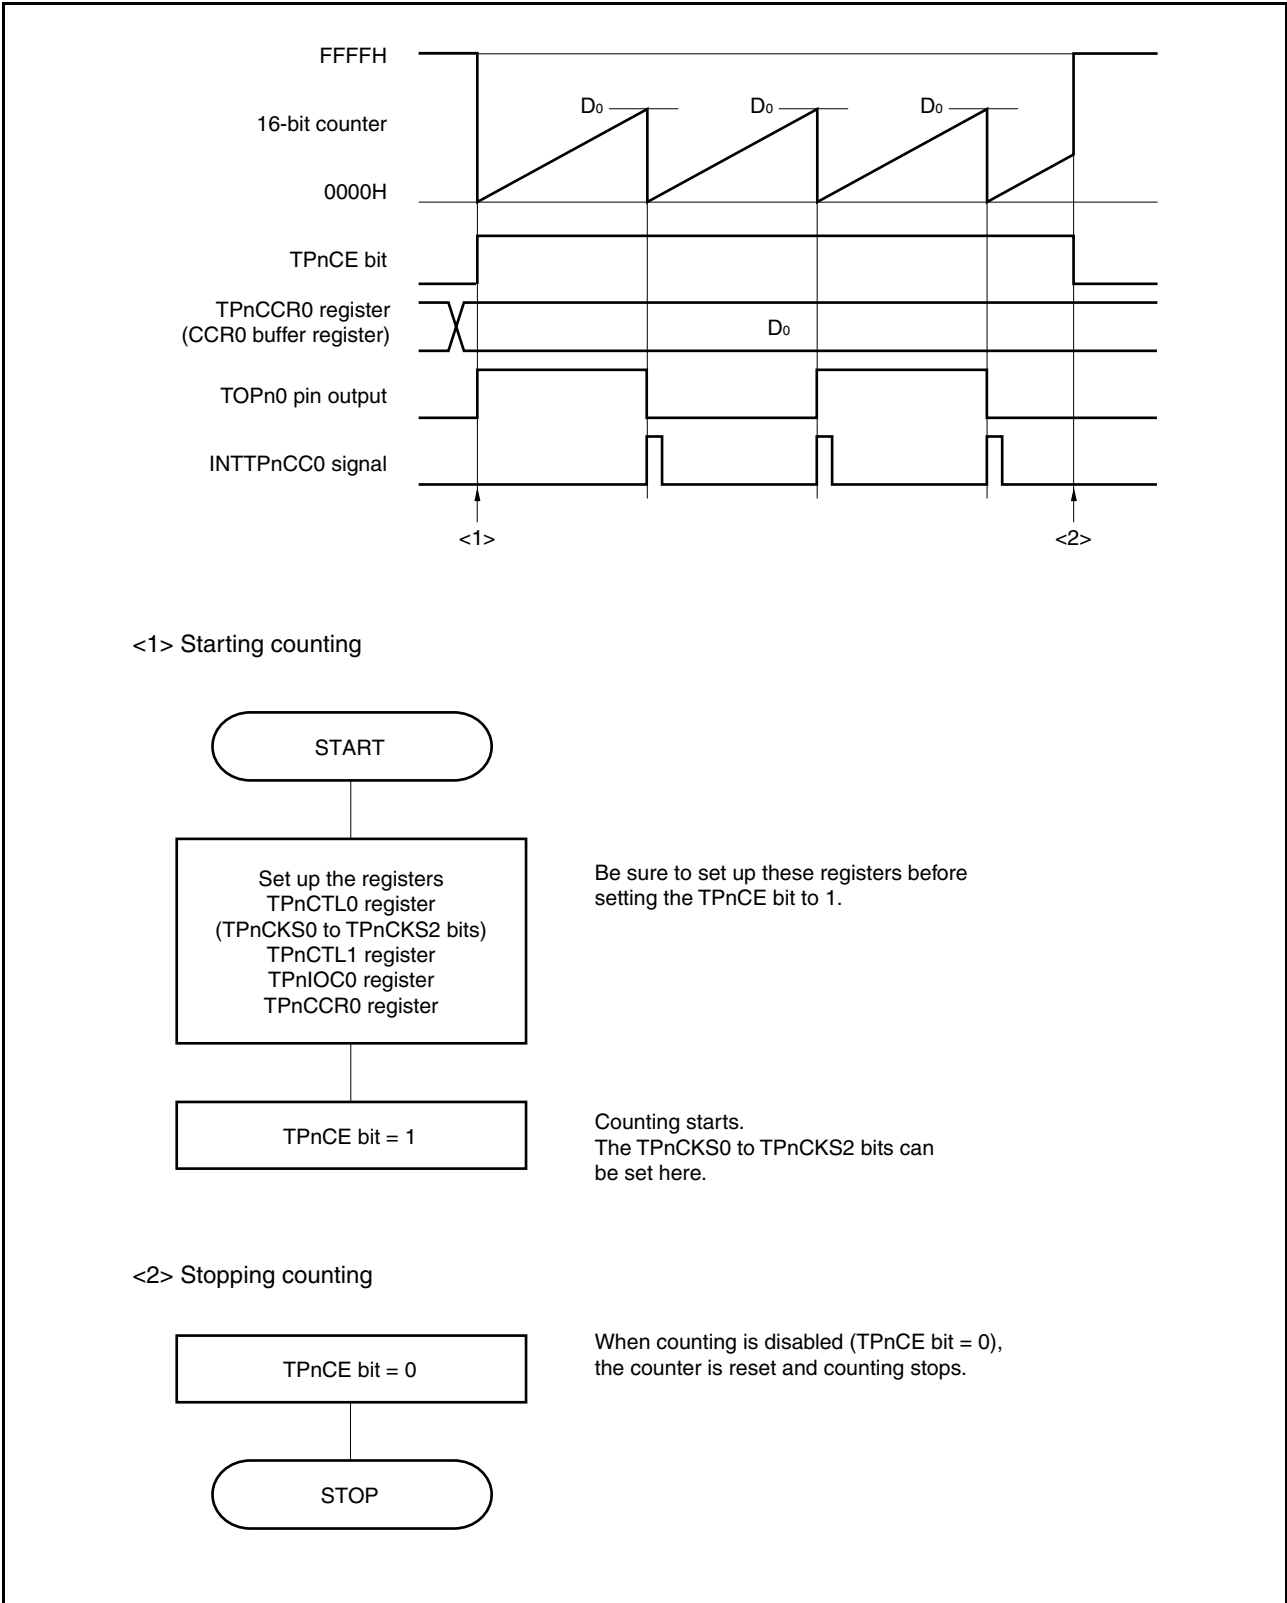 FFFFH
D0 D0 D0
16-bit counter
0000H
TPnCE bit
TPnCCR0 register
(CCR0 buffer register)
D0
TOPn0 pin output
INTTPnCC0 signal
<1> <2>
<1> Starting counting
START
Set up the registers
TPnCTL0 register
(TPnCKS0 to TPnCKS2 bits)
TPnCTL1 register
TPnIOC0 register
TPnCCR0 register
Be sure to set up these registers before
setting the TPnCE bit to 1.
TPnCE bit = 1
Counting starts.
The TPnCKS0 to TPnCKS2 bits can
be set here.
<2> Stopping counting
TPnCE bit = 0
When counting is disabled (TPnCE bit = 0),
the counter is reset and counting stops.
STOP